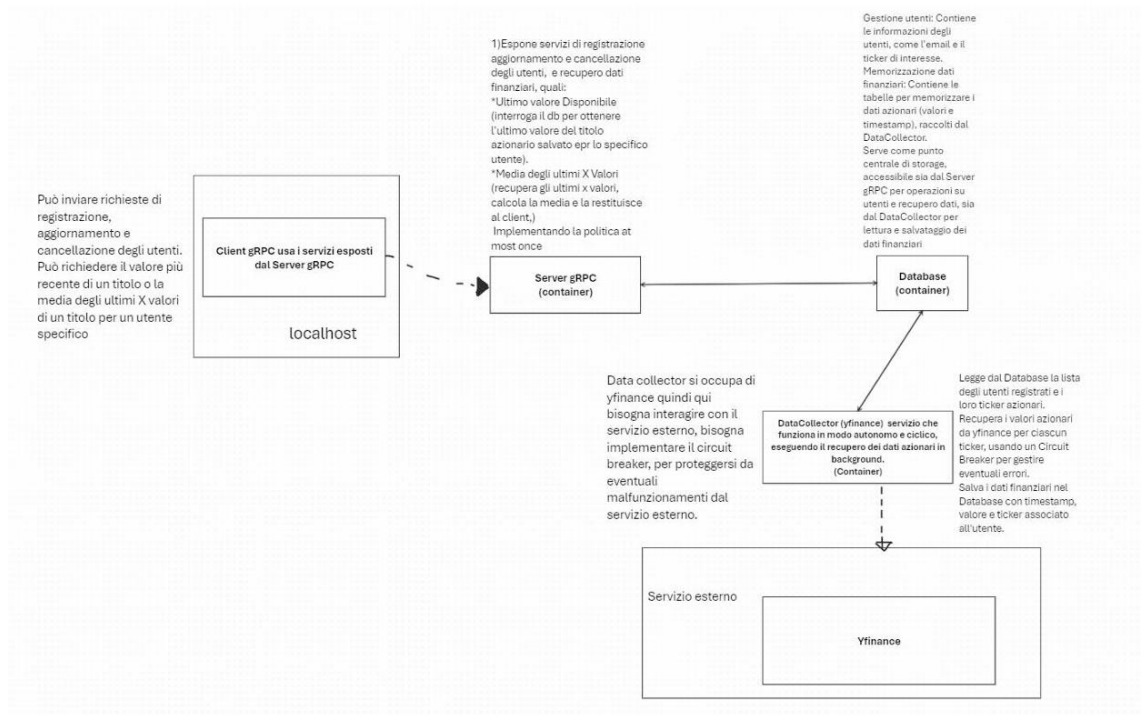 Può inviare richieste di
registrazione,
aggiornamento e
cancellazione degli utenti.
Può richiedere il valore più
recente di un titolo o la
media degli ultimi X valori
di un titolo per un utente
specifico
Client gRPC usa i servizi esposti
dal Server gRPC
localhost
1)Espone servizi di registrazione
aggiornamento e cancellazione
degli utenti, e recupero dati
finanziari, quali:
*Ultimo valore Disponibile
(interroga il db per ottenere
l'ultimo valore del titolo
azionario salvato epr lo specifico
utente).
*Media degli ultimi X Valori
(recupera gli ultimi x valori,
calcola la media e la restituisce
al client,)
Implementando la politica at
most once
Server gRPC
(container)
Gestione utenti: Contiene
le informazioni degli
utenti, come l'email e il
ticker di interesse.
Memorizzazione dati
finanziari: Contiene le
tabelle per memorizzare i
dati azionari (valori e
timestamp), raccolti dal
DataCollector.
Serve come punto
centrale di storage,
accessibile sia dal Server
gRPC per operazioni su
utenti e recupero dati, sia
dal DataCollector per
lettura e salvataggio dei
dati finanziari
Database
(container)
Data collector si occupa di
yfinance quindi qui
bisogna interagire con il
servizio esterno, bisogna
implementare il circuit
breaker, per proteggersi da
eventuali
malfunzionamenti dal
servizio esterno.
DataCollector (yfinance) servizio che
funziona in modo autonomo e ciclico,
eseguendo il recupero dei dati azionari in
background.
(Container)
Legge dal Database la lista
degli utenti registrati e i
loro ticker azionari.
Recupera i valori azionari
da yfinance per ciascun
ticker, usando un Circuit
Breaker per gestire
eventuali errori.
Salva i dati finanziari nel
Database con timestamp,
valore e ticker associato
all'utente.
Servizio esterno
Yfinance